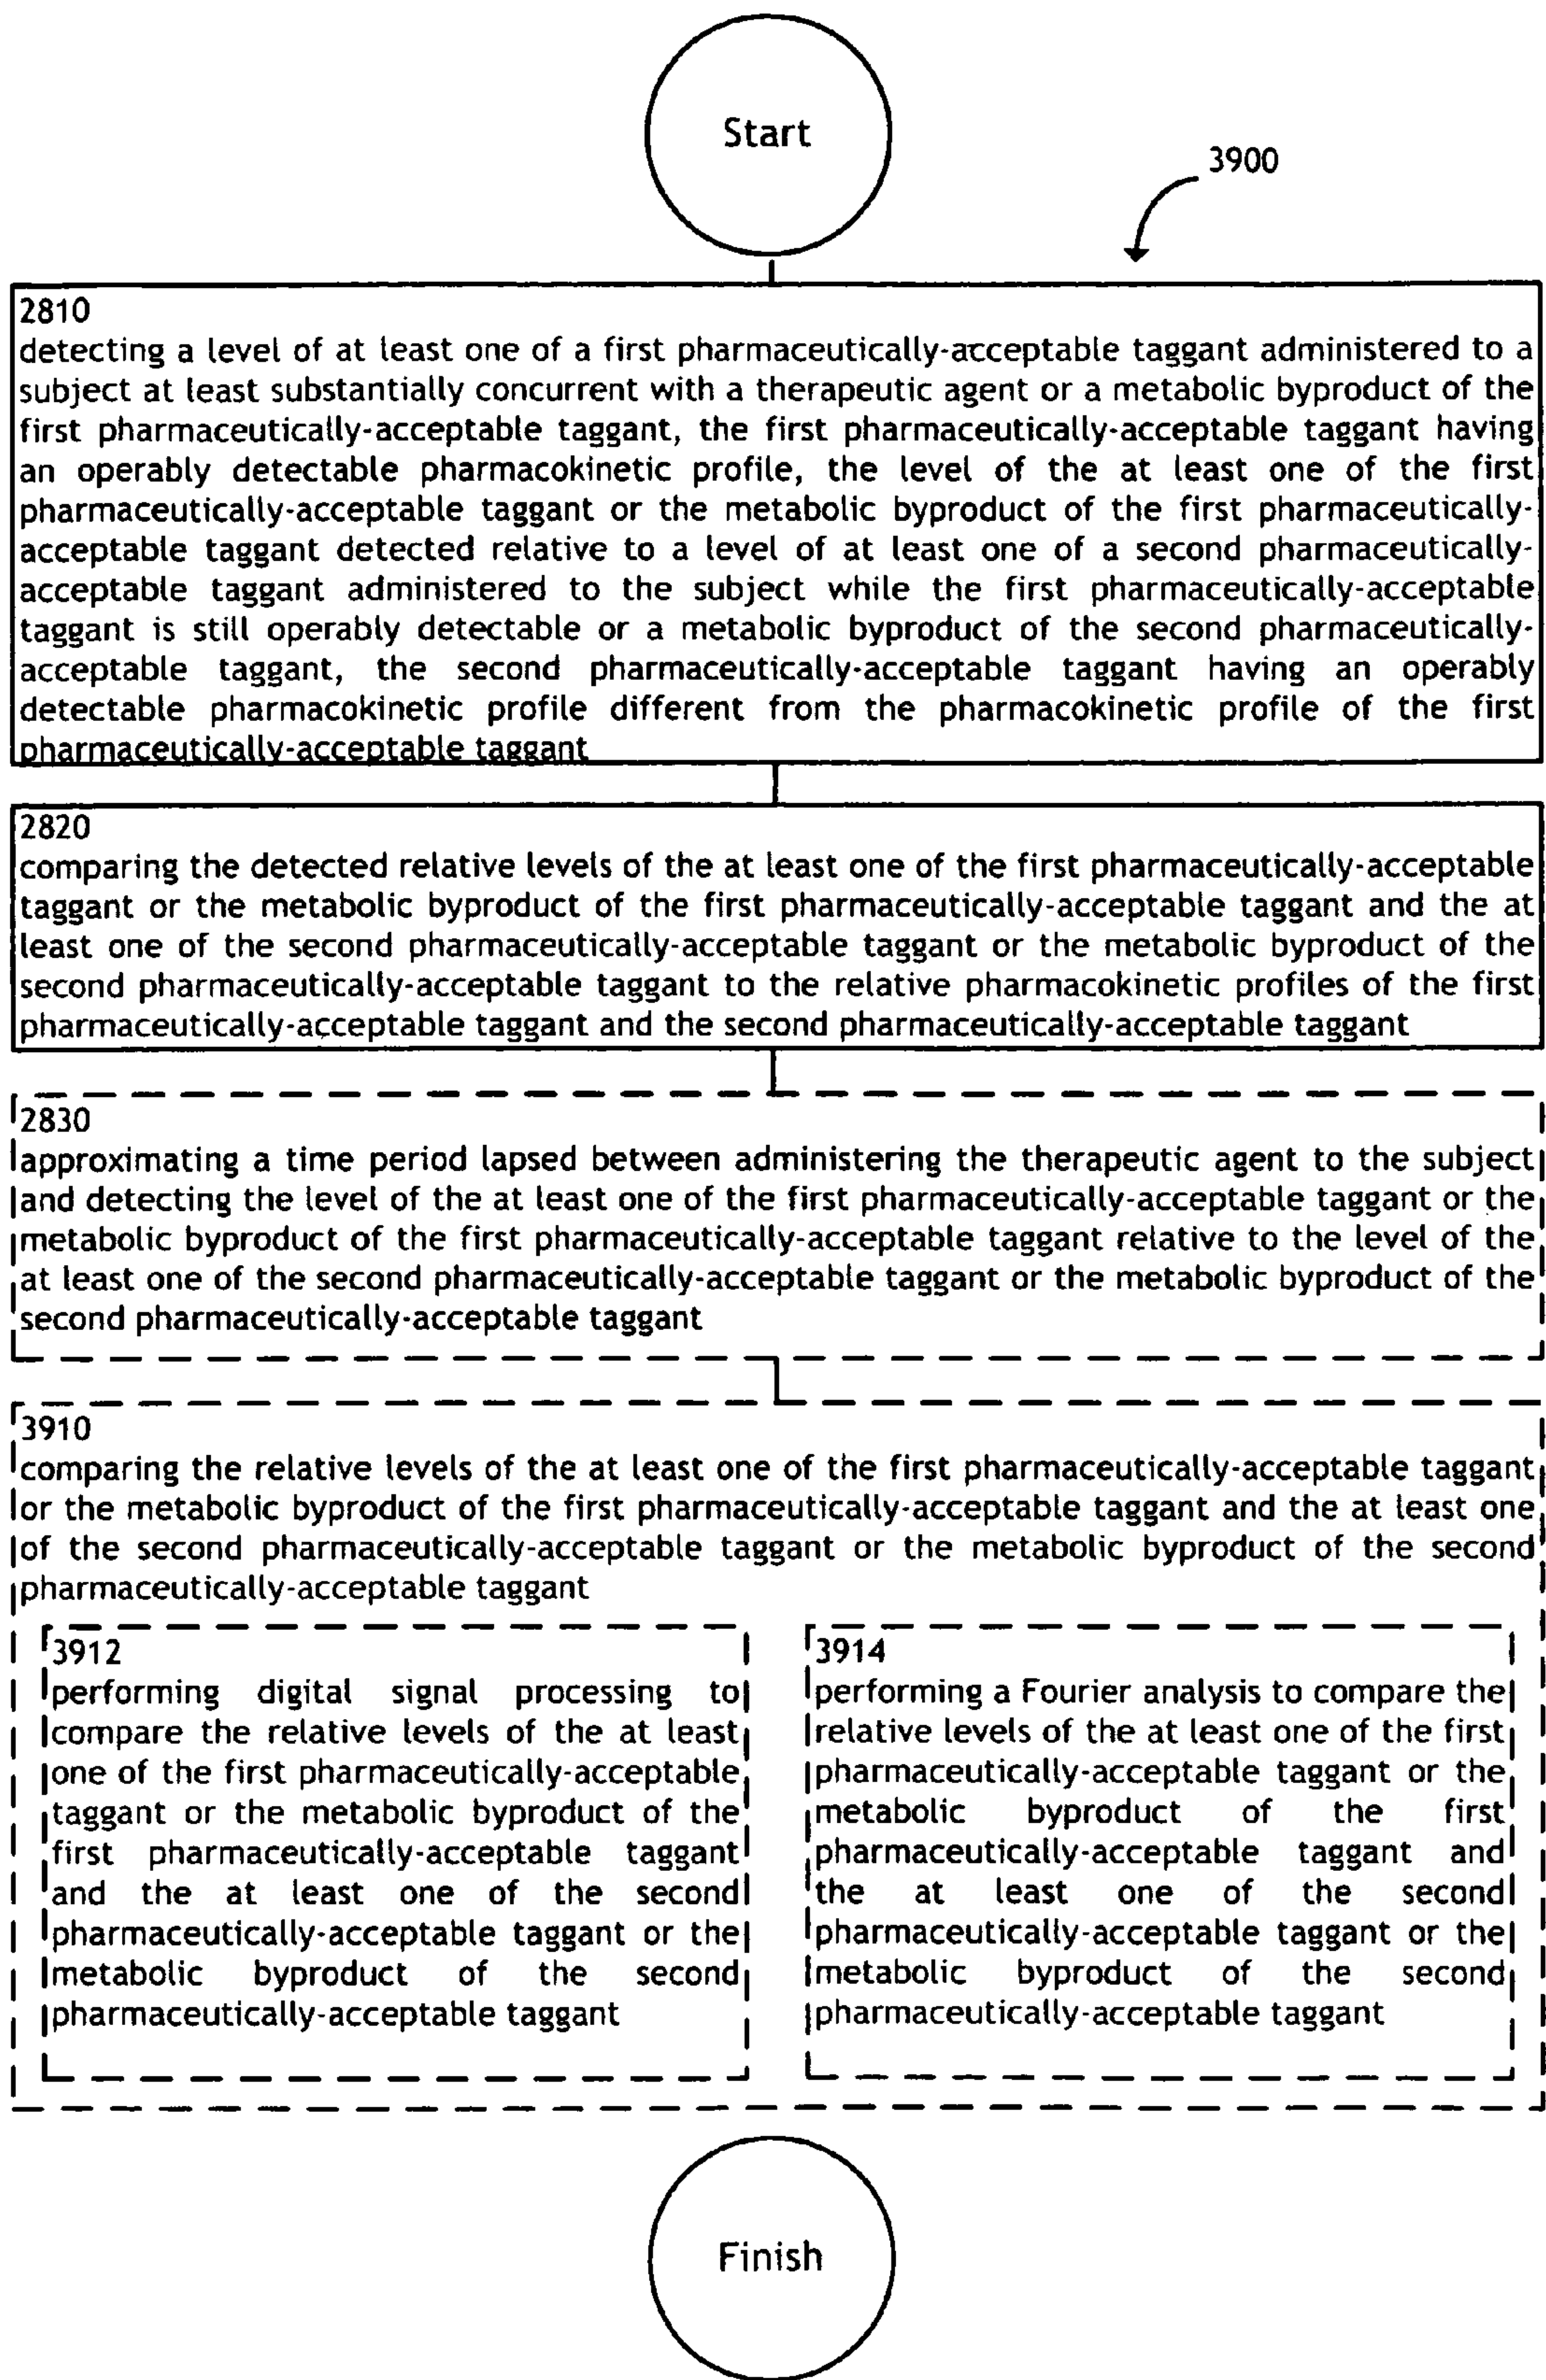 Start
3900
2810
detecting a level of at least one of a first pharmaceutically-acceptable taggant administered to a
subject at least substantially concurrent with a therapeutic agent or a metabolic byproduct of the
first pharmaceutically-acceptable taggant, the first pharmaceutically-acceptable taggant having
an operably detectable pharmacokinetic profile, the level of the at least one of the first
pharmaceutically-acceptable taggant or the metabolic byproduct of the first pharmaceutically-
acceptable taggant detected relative to a level of at least one of a second pharmaceutically-
acceptable taggant administered to the subject while the first pharmaceutically-acceptable
taggant is still operably detectable or a metabolic byproduct of the second pharmaceutically-
acceptable taggant, the second pharmaceutically-acceptable taggant having an operably
detectable pharmacokinetic profile different from the pharmacokinetic profile of the first
pharmaceutically-acceptable taggant
2820
comparing the detected relative levels of the at least one of the first pharmaceutically-acceptable
taggant or the metabolic byproduct of the first pharmaceutically-acceptable taggant and the at
least one of the second pharmaceutically-acceptable taggant or the metabolic byproduct of the
second pharmaceutically-acceptable taggant to the relative pharmacokinetic profiles of the first
pharmaceutically-acceptable taggant and the second pharmaceutically-acceptable taggant
2830
approximating a time period lapsed between administering the therapeutic agent to the subject
and detecting the level of the at least one of the first pharmaceutically-acceptable taggant or the
metabolic byproduct of the first pharmaceutically-acceptable taggant relative to the level of the
at least one of the second pharmaceutically-acceptable taggant or the metabolic byproduct of the
second pharmaceutically-acceptable taggant
3910
comparing the relative levels of the at least one of the first pharmaceutically-acceptable taggant
or the metabolic byproduct of the first pharmaceutically-acceptable taggant and the at least one
of the second pharmaceutically-acceptable taggant or the metabolic byproduct of the second
pharmaceutically-acceptable taggant
3912
performing digital signal processing to
compare the relative levels of the at least
one of the first pharmaceutically-acceptable
taggant or the metabolic byproduct of the
first pharmaceutically-acceptable taggant
and the at least one of the second
pharmaceutically-acceptable taggant or the
metabolic byproduct of the second
pharmaceutically-acceptable taggant
3914
performing a Fourier analysis to compare the
relative levels of the at least one of the first
pharmaceutically-acceptable taggant or the
metabolic byproduct of the first
pharmaceutically-acceptable taggant and
the at least one of the second
pharmaceutically-acceptable taggant or the
metabolic byproduct of the second
pharmaceutically-acceptable taggant
Finish